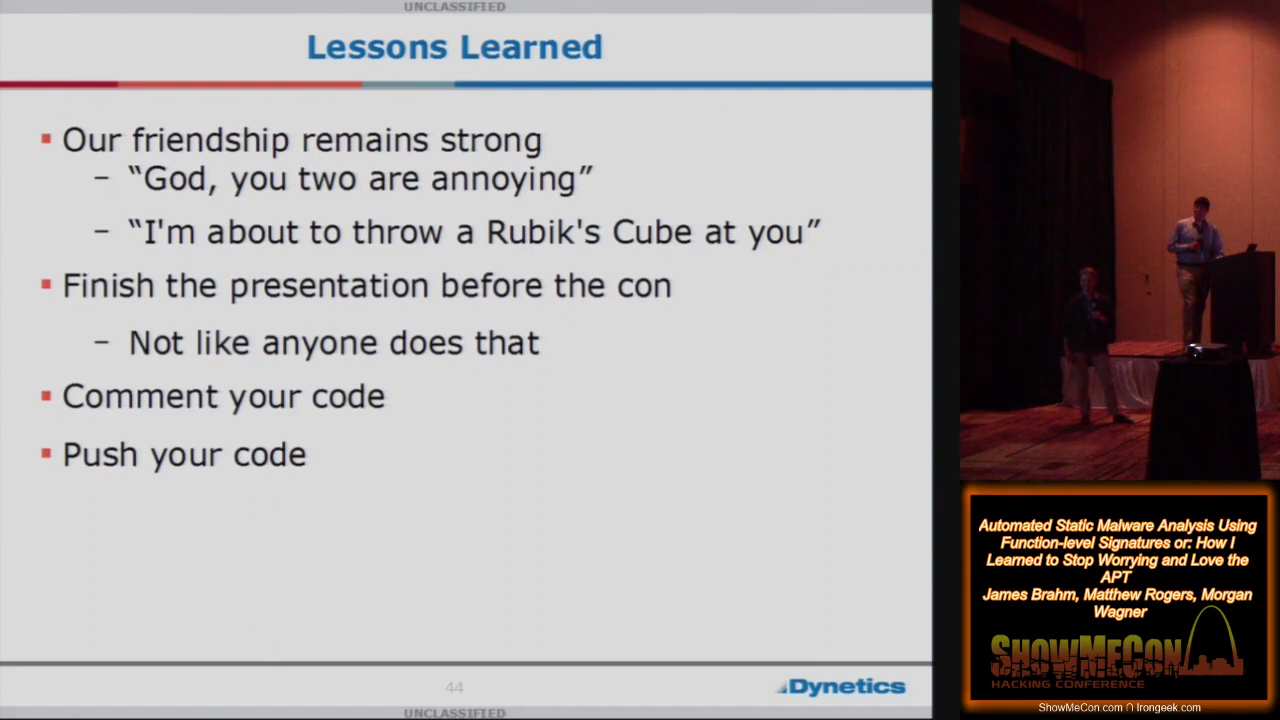 UNCLASSIFIED
Lessons Learned
▪ Our friendship remains strong
– “God, you two are annoying”
– “I'm about to throw a Rubik's Cube at you”
▪ Finish the presentation before the con
– Not like anyone does that
▪ Comment your code
▪ Push your code
44
Dynetics
UNCLASSIFIED
Automated Static Malware Analysis Using
Function-level Signatures or: How I
Learned to Stop Worrying and Love the
APT
James Brahm, Matthew Rogers, Morgan
Wagner
SHOWMECON
HACKING CONFERENCE
ShowMeCon.com ∩ Irongeek.com